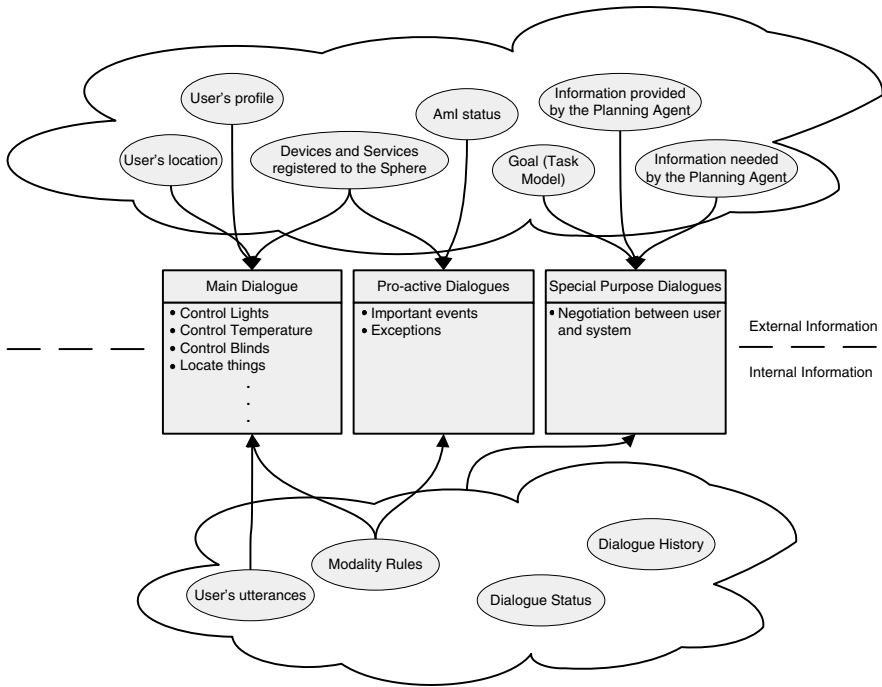 User's profile
AmI status
Information provided
by the Planning Agent
User's location
Devices and Services
registered to the Sphere
Goal (Task
Model)
Information needed
by the Planning Agent
Main Dialogue
• Control Lights
• Control Temperature
• Control Blinds
• Locate things
.
.
.
Pro-active Dialogues
• Important events
• Exceptions
Special Purpose Dialogues
• Negotiation between user
and system
External Information
Internal Information
User's utterances
Modality Rules
Dialogue Status
Dialogue History